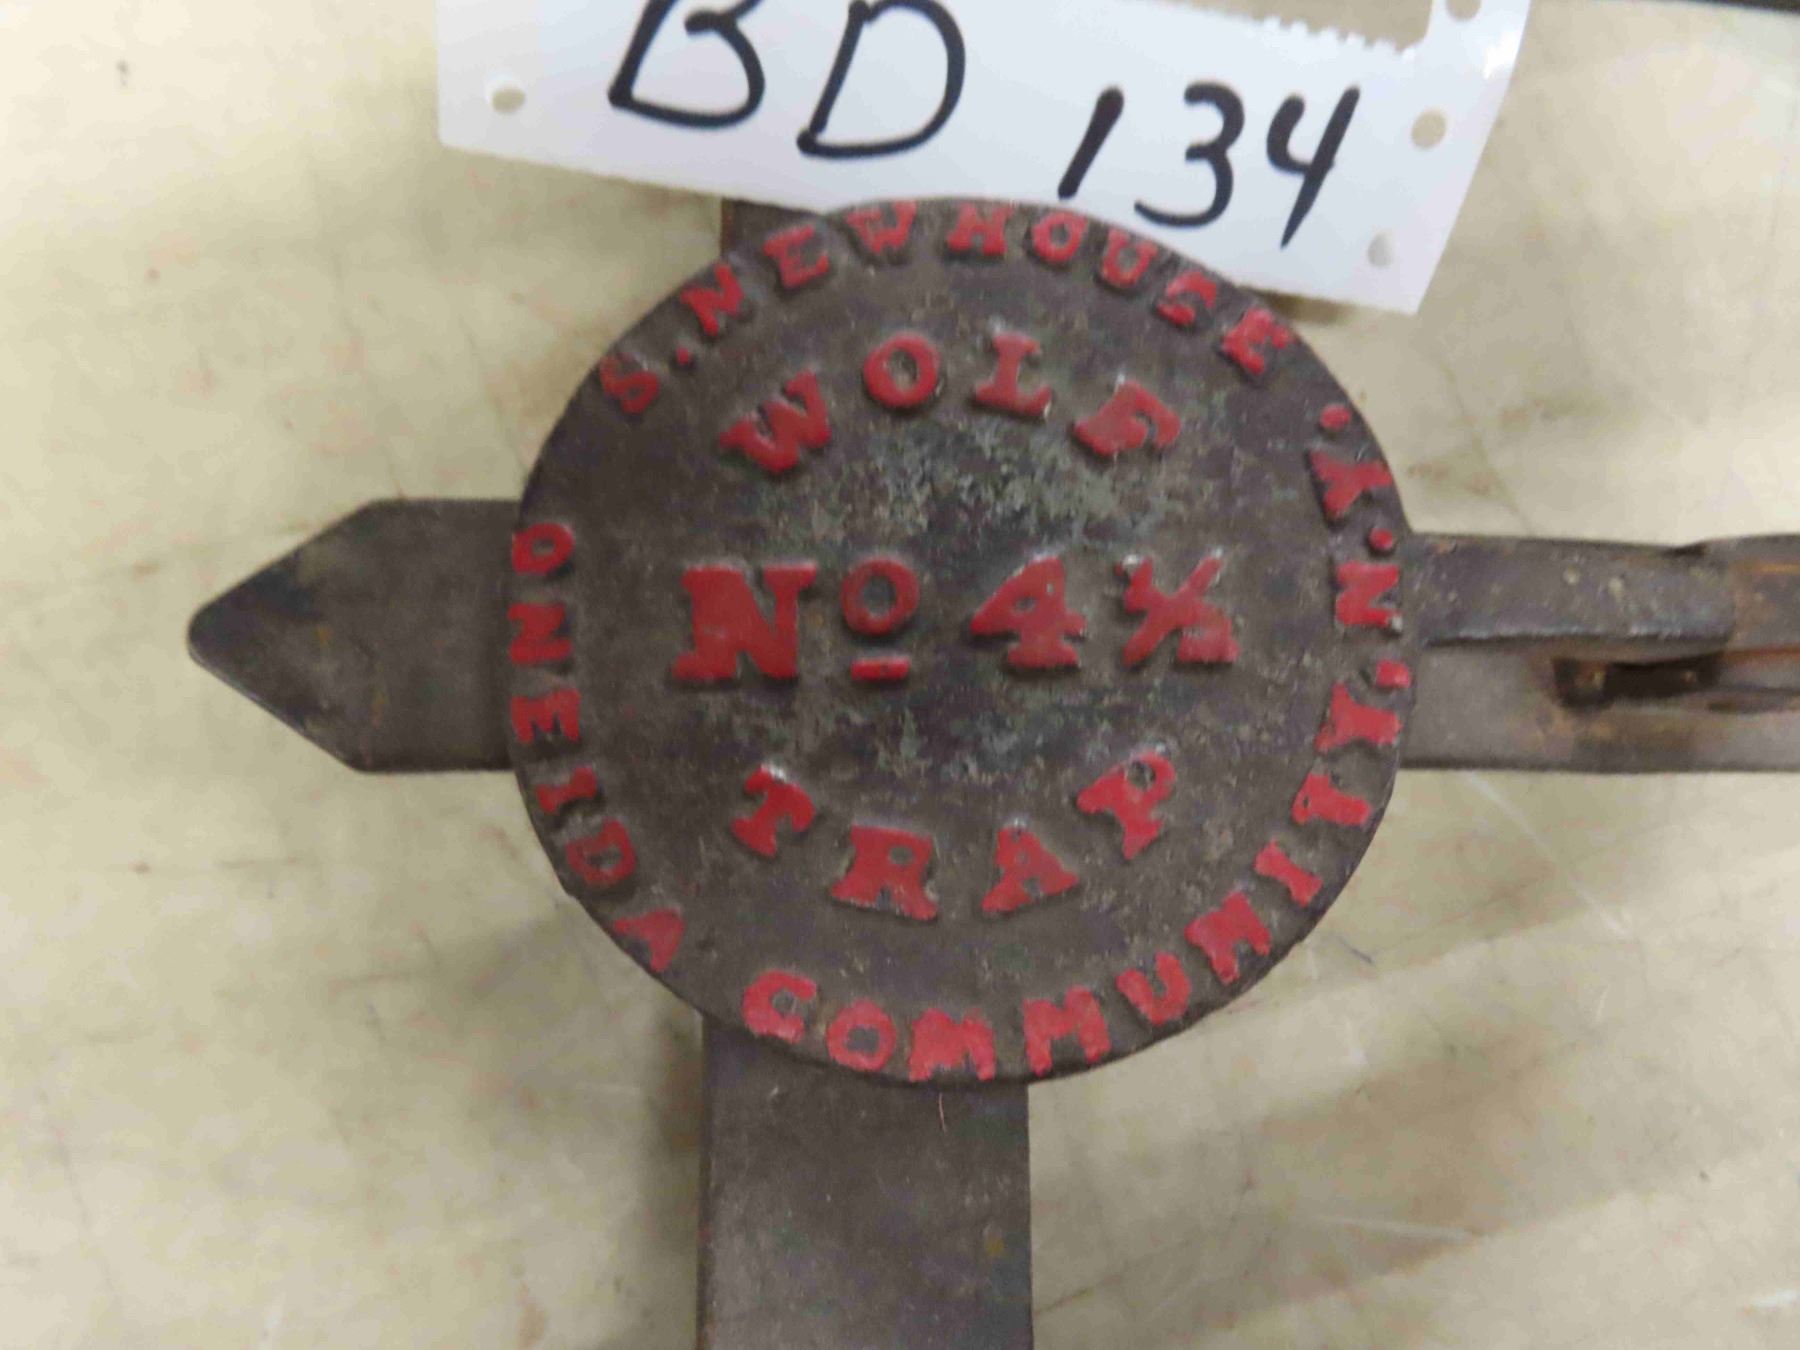 BD 134
S. NEWHOUSE
WOLF
No 4½
TRAP
ONEIDA COMMUNITY, N.Y.